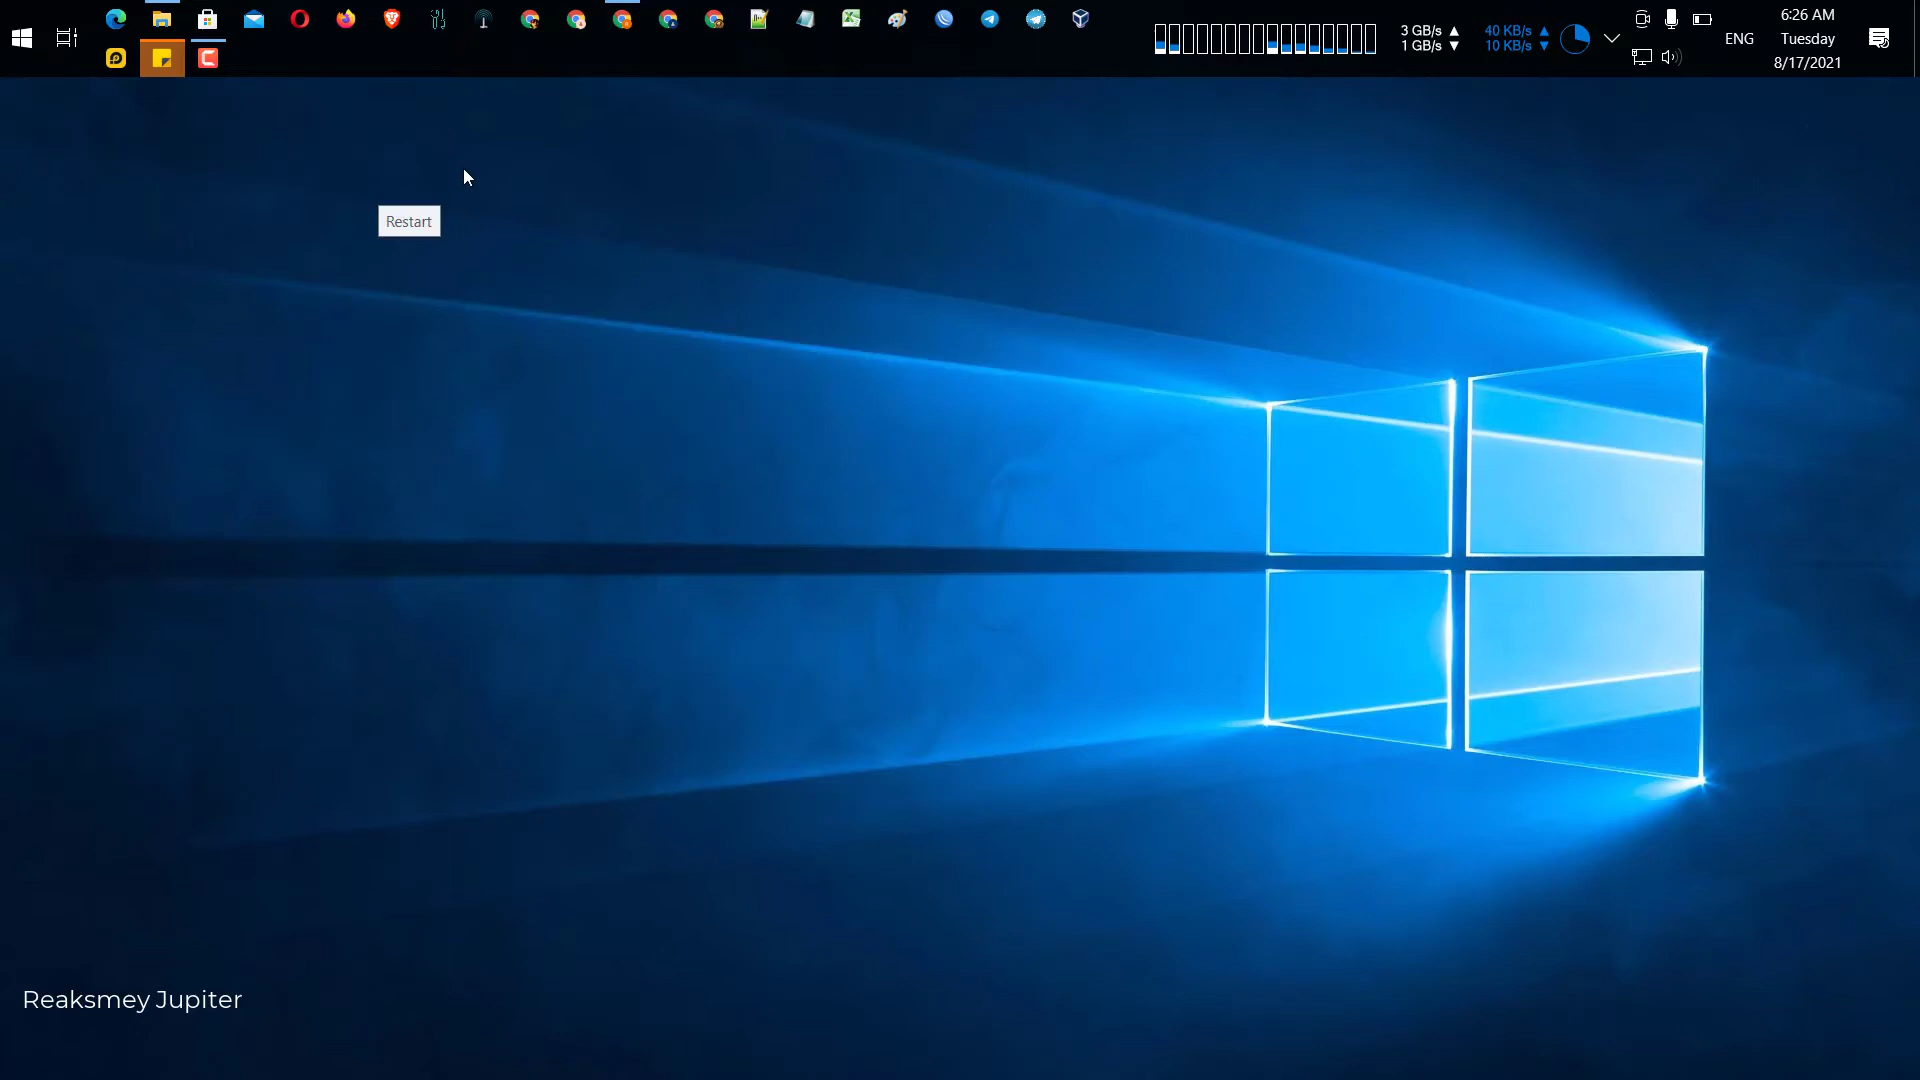 3 GB/s
1 GB/s
40 KB/s
10 KB/s
ENG
6:26 AM
Tuesday
8/17/2021
Restart
Reaksmey Jupiter